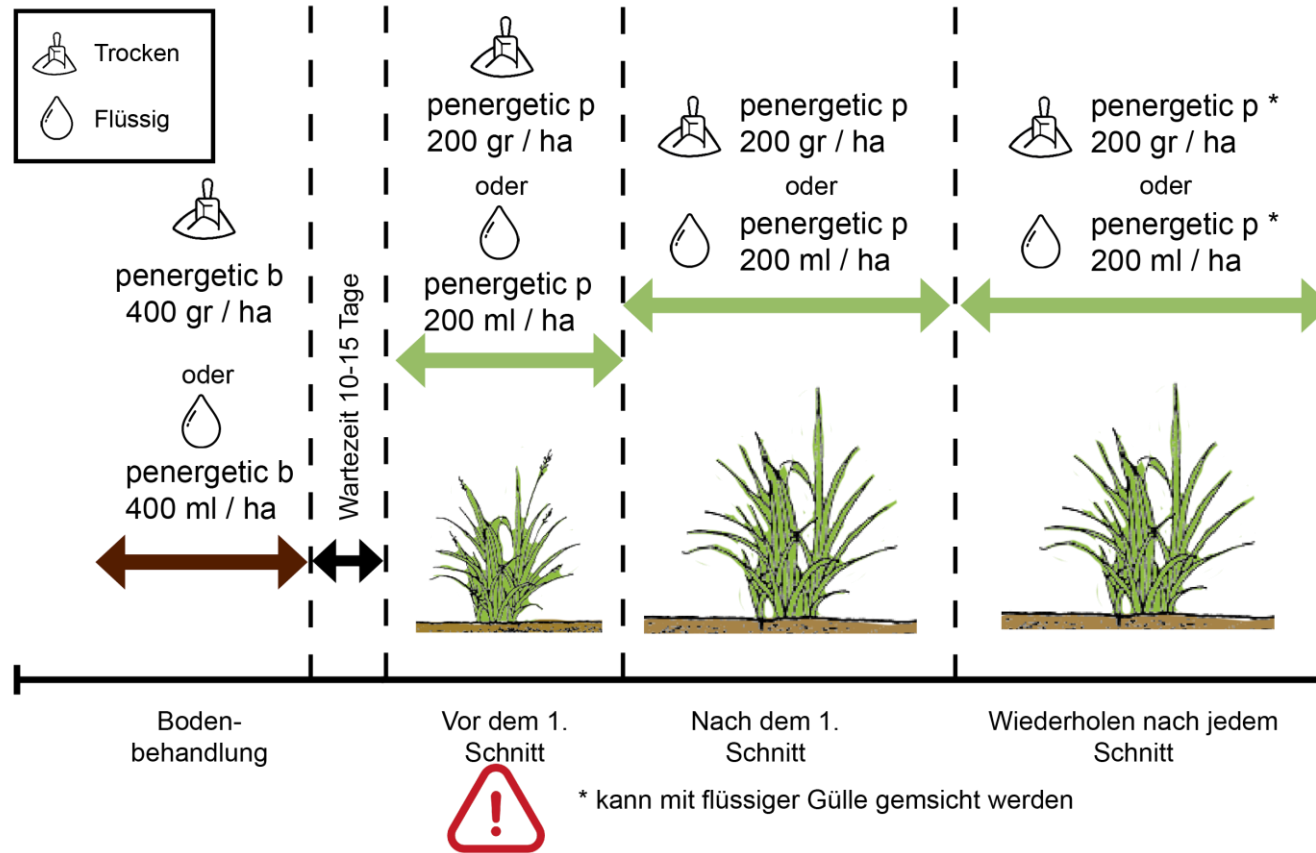 Trocken
Flüssig
penergetic b
400 gr / ha
oder
penergetic b
400 ml / ha
Wartezeit 10-15 Tage
penergetic p
200 gr / ha
oder
penergetic p
200 ml / ha
penergetic p
200 gr / ha
oder
penergetic p
200 ml / ha
penergetic p *
200 gr / ha
oder
penergetic p *
200 ml / ha
Boden-
behandlung
Vor dem 1.
Schnitt
Nach dem 1.
Schnitt
Wiederholen nach jedem
Schnitt
!
* kann mit flüssiger Gülle gemsicht werden